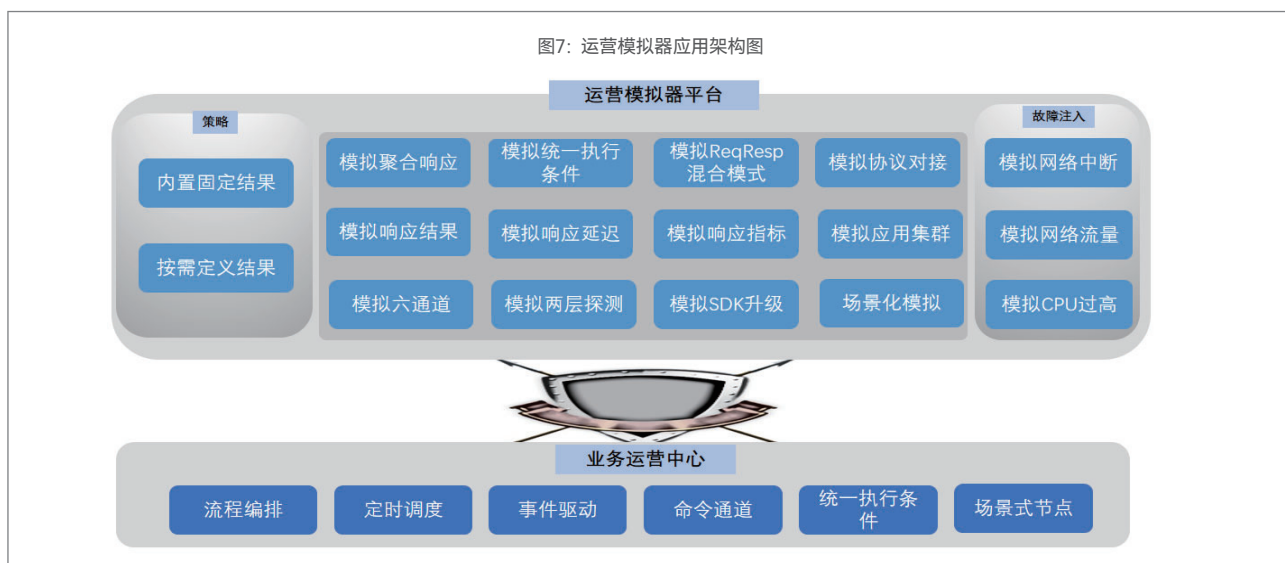 图7: 运营模拟器应用架构图
运营模拟器平台
策略
内置固定结果
按需定义结果
模拟聚合响应
模拟统一执行
条件
模拟ReqResp
混合模式
模拟协议对接
模拟响应结果
模拟响应延迟
模拟响应指标
模拟应用集群
模拟六通道
模拟两层探测
模拟SDK升级
场景化模拟
故障注入
模拟网络中断
模拟网络流量
模拟CPU过高
业务运营中心
流程编排
定时调度
事件驱动
命令通道
统一执行条
件
场景式节点